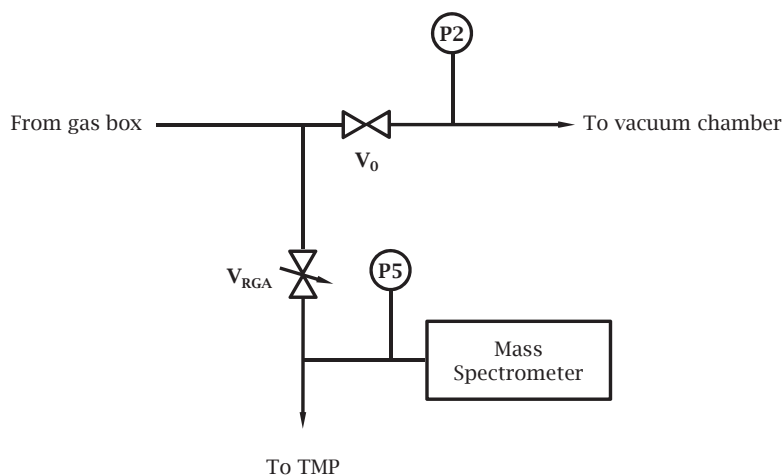 P2
From gas box
To vacuum chamber
V0
VRGA
P5
Mass
Spectrometer
To TMP